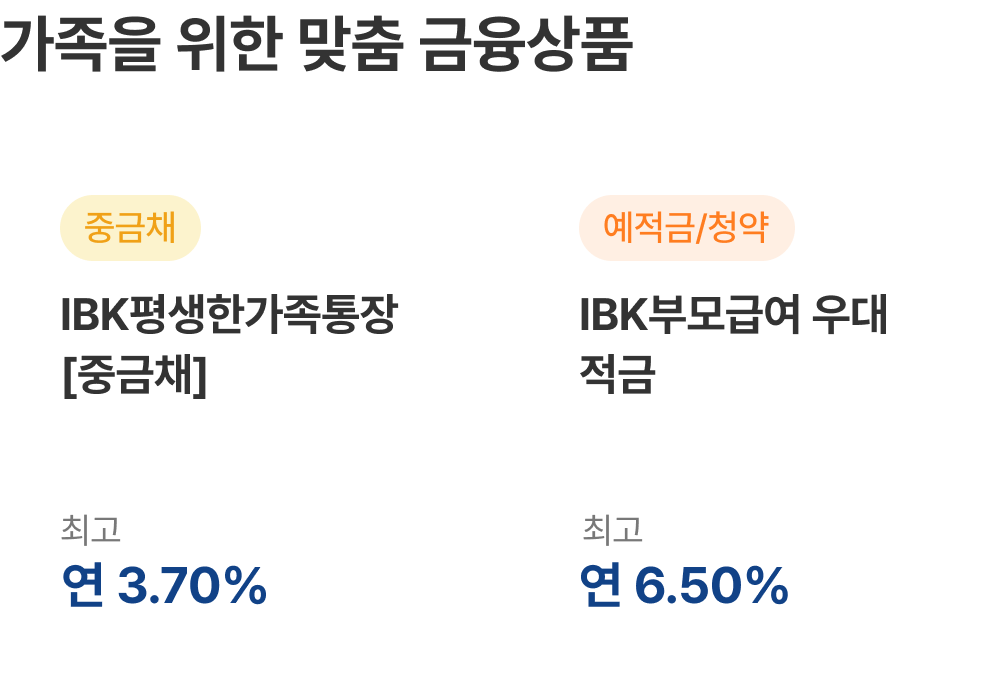 가족을 위한 맞춤 금융상품
중금채
IBK평생한가족통장
[중금채]
최고
연 3.70%
예적금/청약
IBK부모급여 우대
적금
최고
연 6.50%